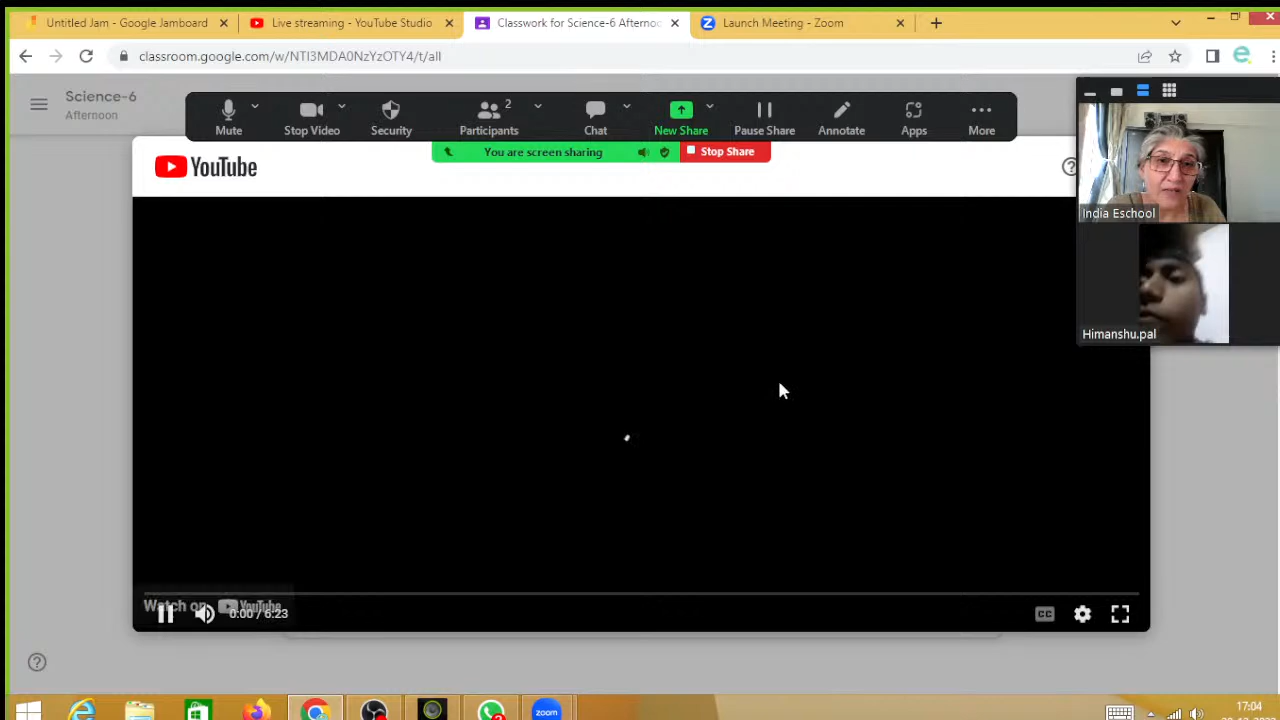 Untitled Jam - Google Jamboard
Live streaming - YouTube Studio
Classwork for Science-6 Afternoo
Launch Meeting - Zoom
classroom.google.com/w/NTI3MDA0NzYzOTY4/t/all
Science-6
Afternoon
Mute
Stop Video
Security
2
Participants
Chat
New Share
Pause Share
Annotate
Apps
More
You are screen sharing
Stop Share
YouTube
India Eschool
Himanshu.pal
Watch on YouTube
0:00 / 6:23
CC
zoom
17:04